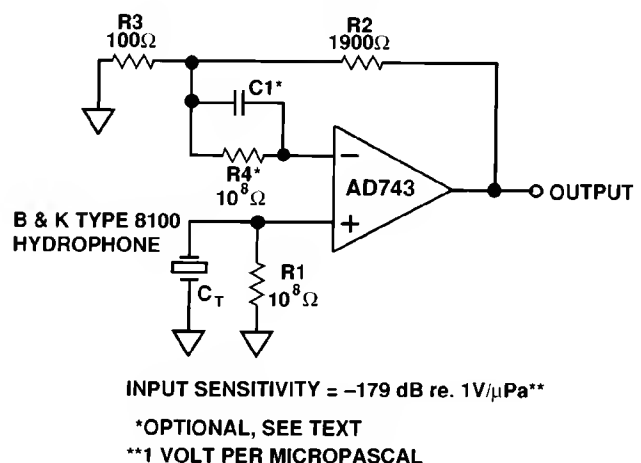 R3
100Ω
R2
1900Ω
C1*
R4*
10⁸Ω
−
AD743
+
OUTPUT
B & K TYPE 8100
HYDROPHONE
R1
10⁸Ω
CT
INPUT SENSITIVITY = –179 dB re. 1V/μPa**
*OPTIONAL, SEE TEXT
**1 VOLT PER MICROPASCAL